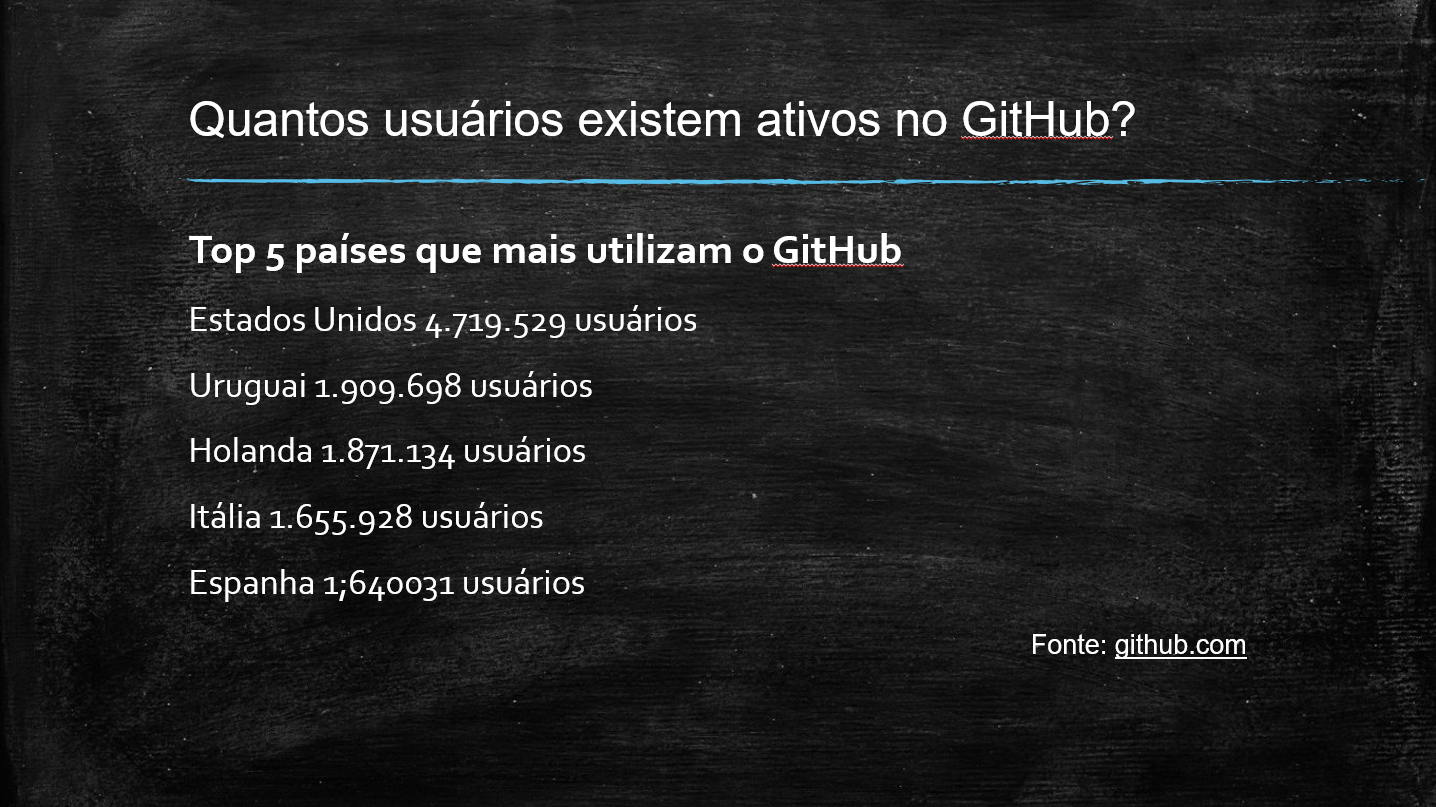 Quantos usuários existem ativos no GitHub?
Top 5 países que mais utilizam o GitHub
Estados Unidos 4.719.529 usuários
Uruguai 1.909.698 usuários
Holanda 1.871.134 usuários
Itália 1.655.928 usuários
Espanha 1;640031 usuários
Fonte: github.com